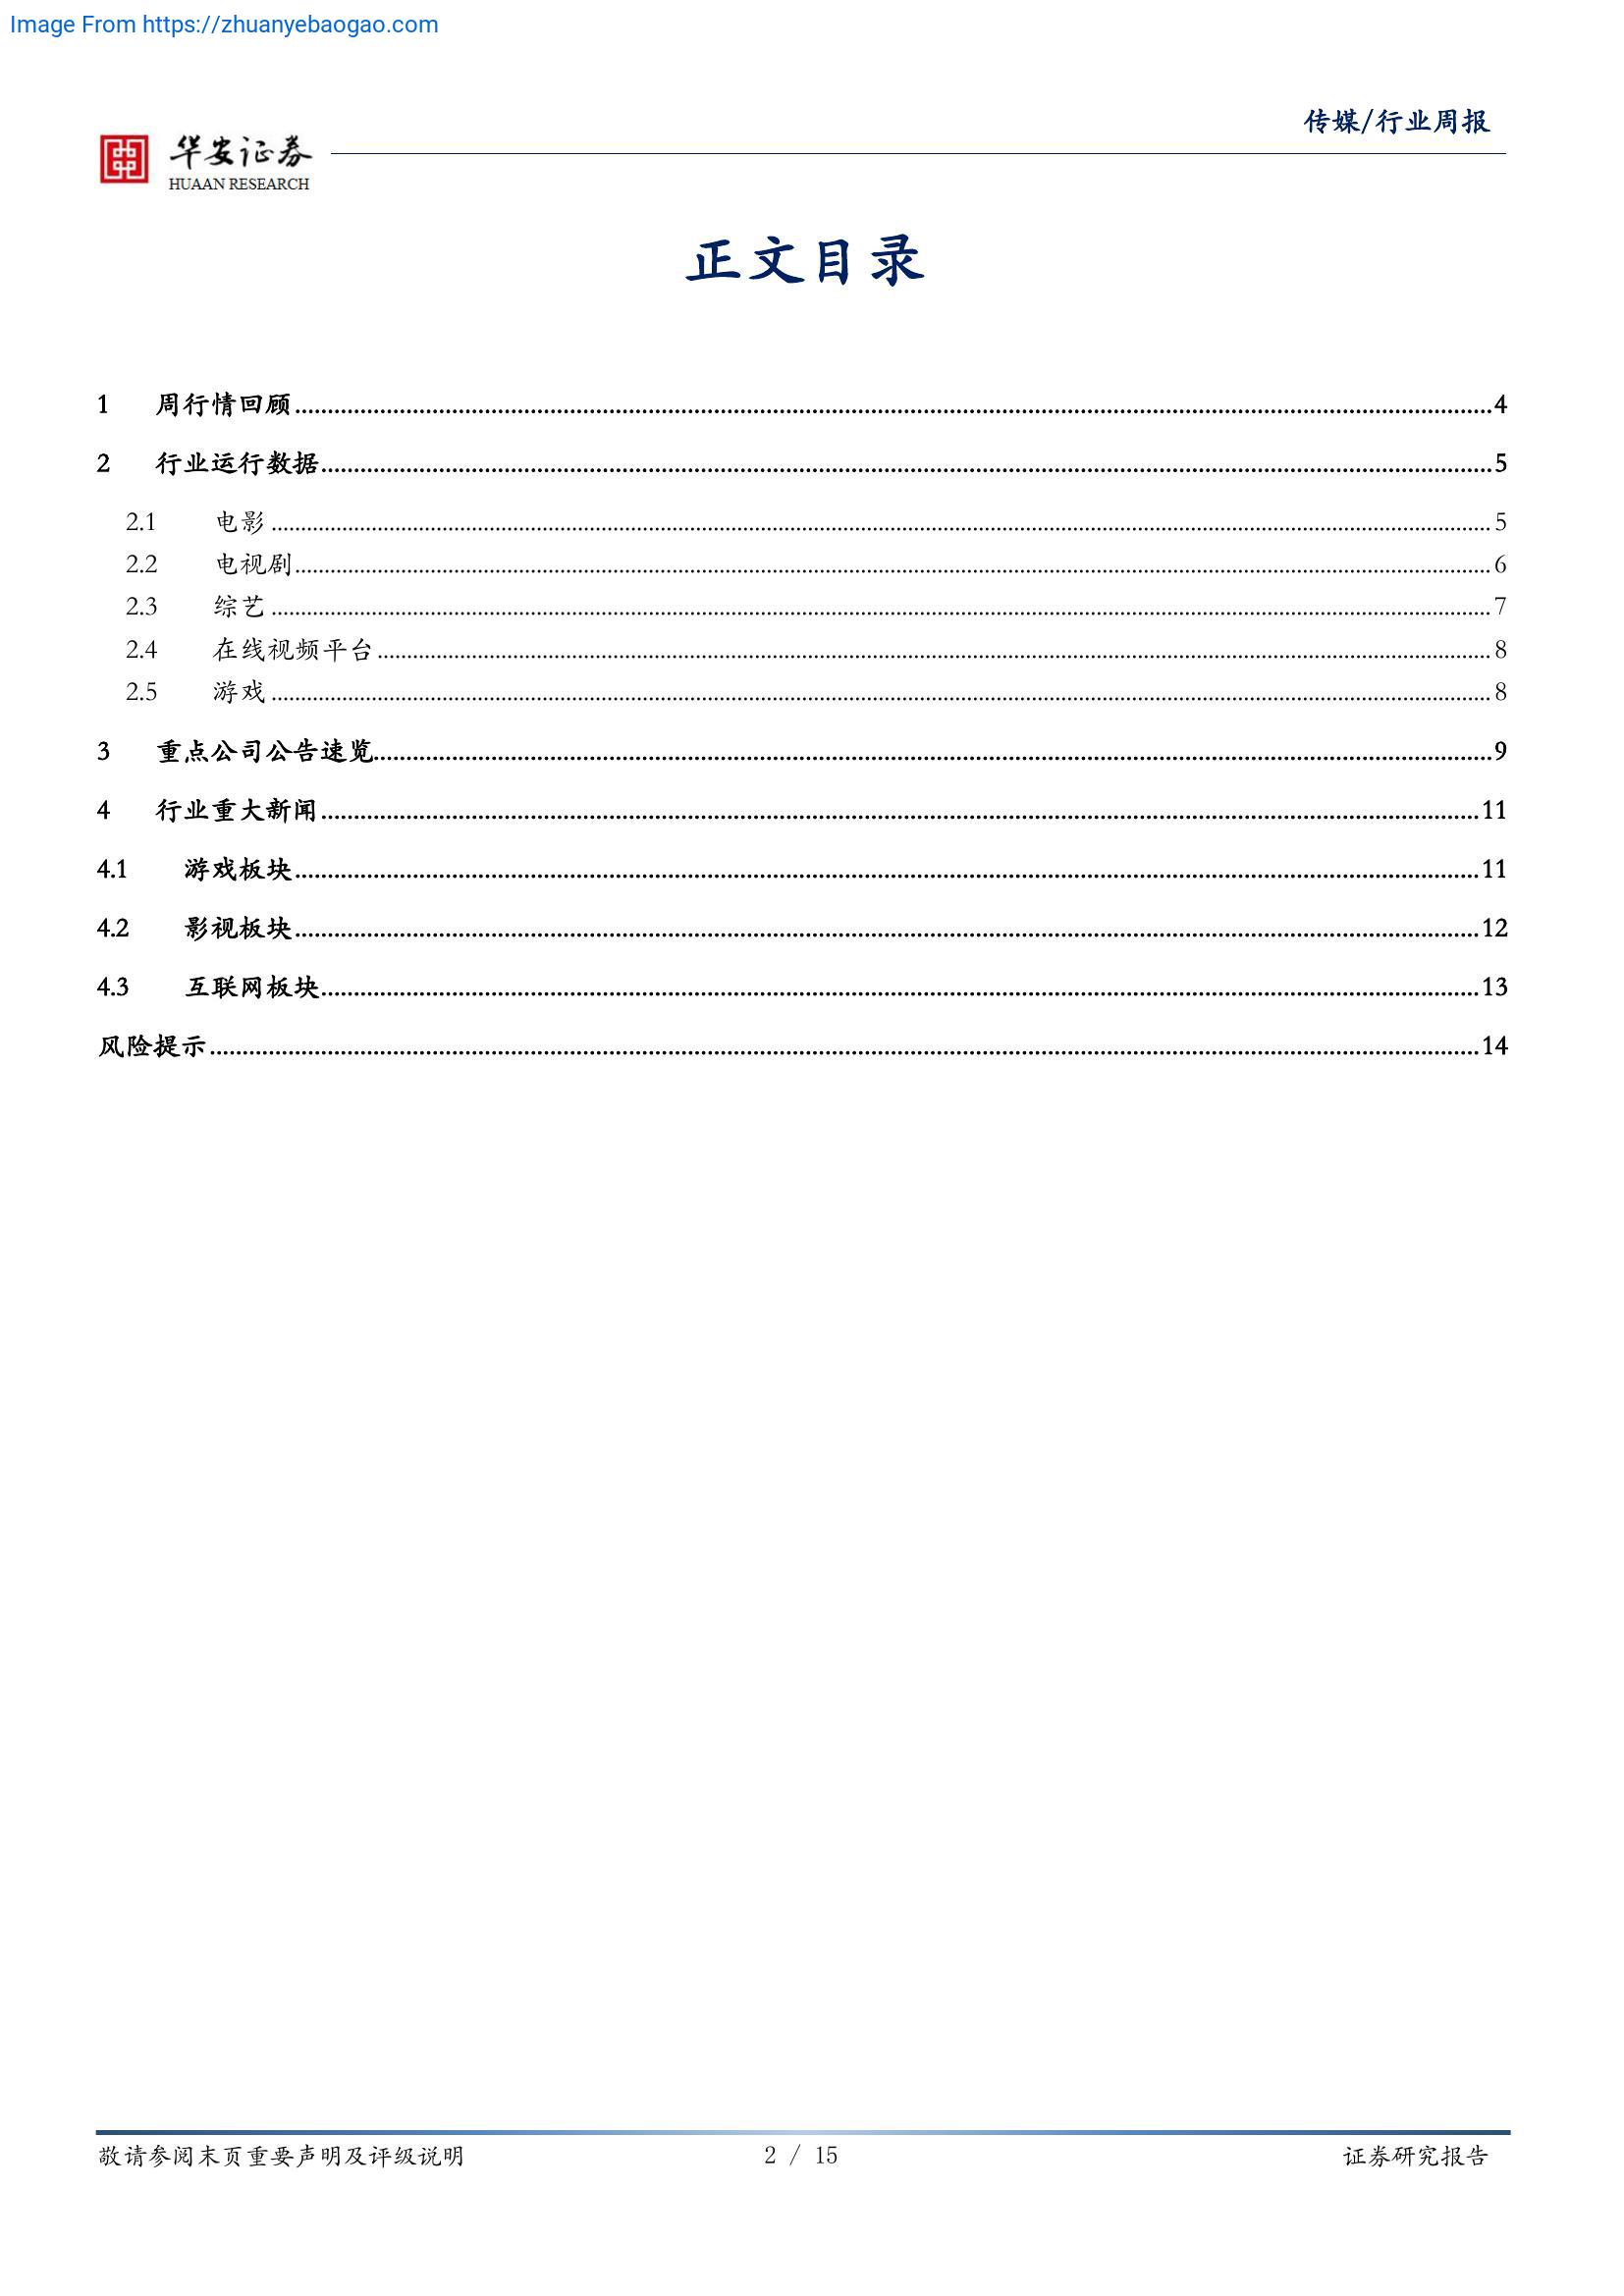 Image From https://zhuanyebaogao.com
传媒/行业周报
华安证券
HUAAN RESEARCH
正文目录
1 周行情回顾 4
2 行业运行数据 5
2.1 电影 5
2.2 电视剧 6
2.3 综艺 7
2.4 在线视频平台 8
2.5 游戏 8
3 重点公司公告速览 9
4 行业重大新闻 11
4.1 游戏板块 11
4.2 影视板块 12
4.3 互联网板块 13
风险提示 14
敬请参阅末页重要声明及评级说明 2 / 15 证券研究报告